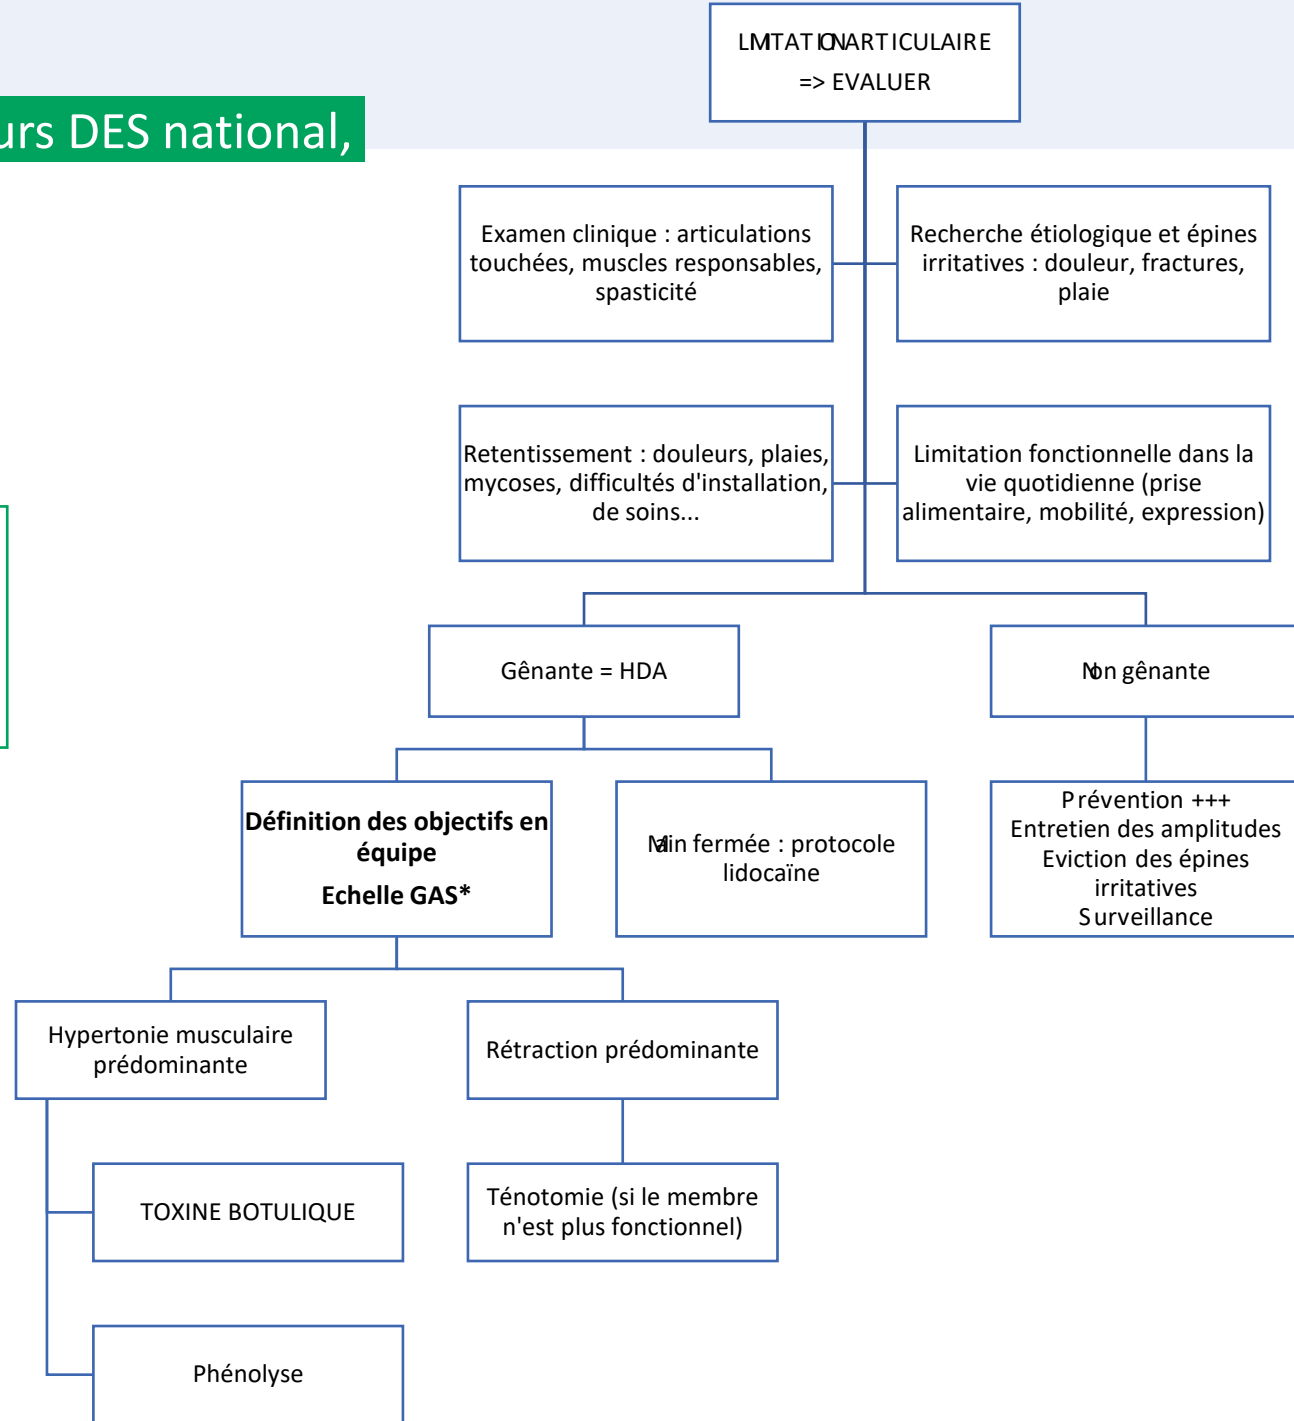 LIMITATION ARTICULAIRE
=> EVALUER
urs DES national,
Examen clinique : articulations
touchées, muscles responsables,
spasticité
Recherche étiologique et épines
irritatives : douleur, fractures,
plaie
Retentissement : douleurs, plaies,
mycoses, difficultés d'installation,
de soins...
Limitation fonctionnelle dans la
vie quotidienne (prise
alimentaire, mobilité, expression)
Gênante = HDA
Non gênante
Définition des objectifs en
équipe
Echelle GAS*
Main fermée : protocole
lidocaïne
Prévention +++
Entretien des amplitudes
Eviction des épines
irritatives
Surveillance
Hypertonie musculaire
prédominante
Rétraction prédominante
TOXINE BOTULIQUE
Ténotomie (si le membre
n'est plus fonctionnel)
Phénolyse